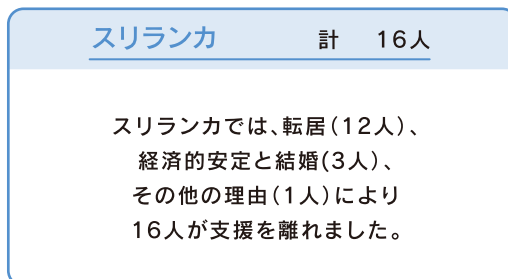 スリランカ　計　16人
スリランカでは、転居(12人)、
経済的安定と結婚(3人)、
その他の理由(1人)により
16人が支援を離れました。